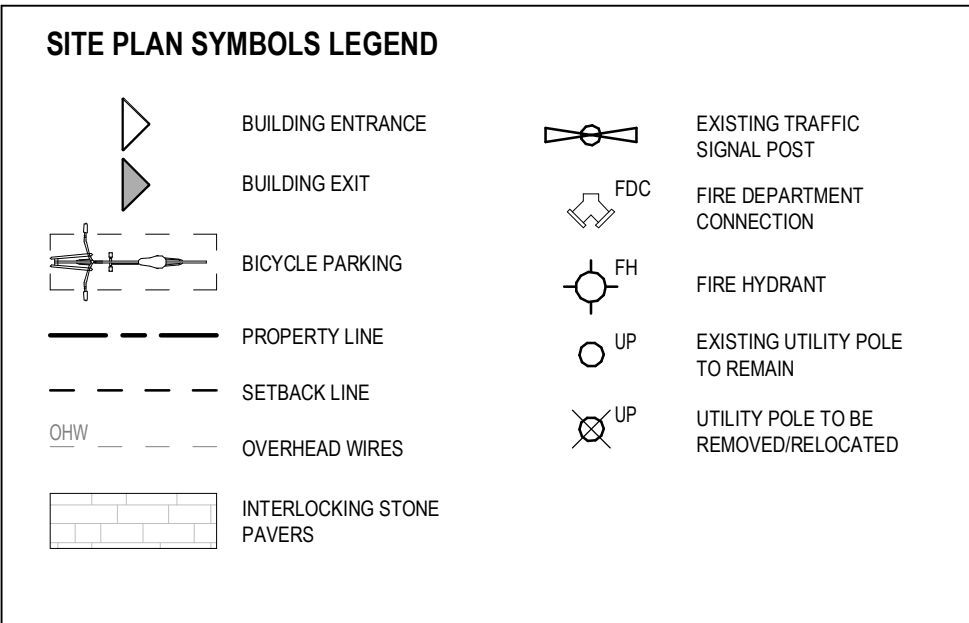 SITE PLAN SYMBOLS LEGEND
BUILDING ENTRANCE
BUILDING EXIT
BICYCLE PARKING
PROPERTY LINE
SETBACK LINE
OHW
OVERHEAD WIRES
INTERLOCKING STONE
PAVERS
EXISTING TRAFFIC
SIGNAL POST
FDC
FIRE DEPARTMENT
CONNECTION
FH
FIRE HYDRANT
UP
EXISTING UTILITY POLE
TO REMAIN
UP
UTILITY POLE TO BE
REMOVED/RELOCATED